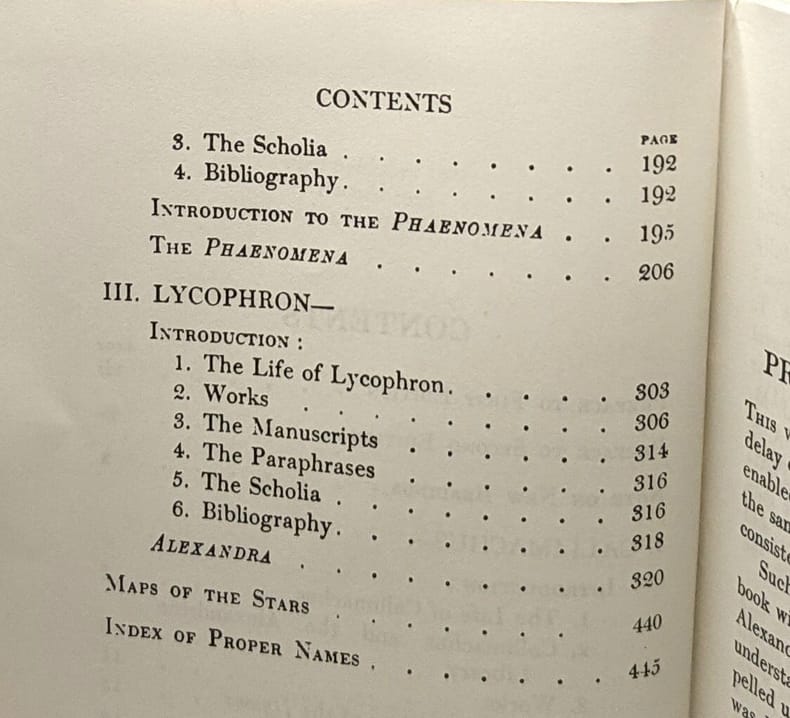 CONTENTS
PAGE
3. The Scholia . . . . . . . . 192
4. Bibliography . . . . . . . . 192
INTRODUCTION TO THE PHAENOMENA . . 195
THE PHAENOMENA . . . . . . . 206
III. LYCOPHRON—
INTRODUCTION :
1. The Life of Lycophron . . . . . 303
2. Works . . . . . . . . . 306
3. The Manuscripts . . . . . . 314
4. The Paraphrases . . . . . . 316
5. The Scholia . . . . . . . . 316
6. Bibliography . . . . . . . . 318
ALEXANDRA . . . . . . . . . 320
MAPS OF THE STARS . . . . . . . 440
INDEX OF PROPER NAMES . . . . . . . 445
THIS
delay
enable
the
consist
Such
book
Alexan
underst
pelled
was